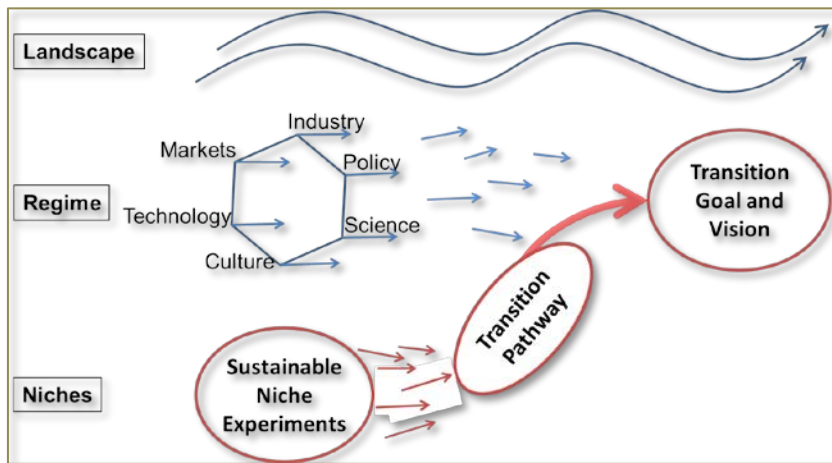 Landscape
Industry
Markets
Policy
Regime
Technology
Science
Culture
Transition
Goal and
Vision
Transition
Pathway
Sustainable
Niche
Experiments
Niches